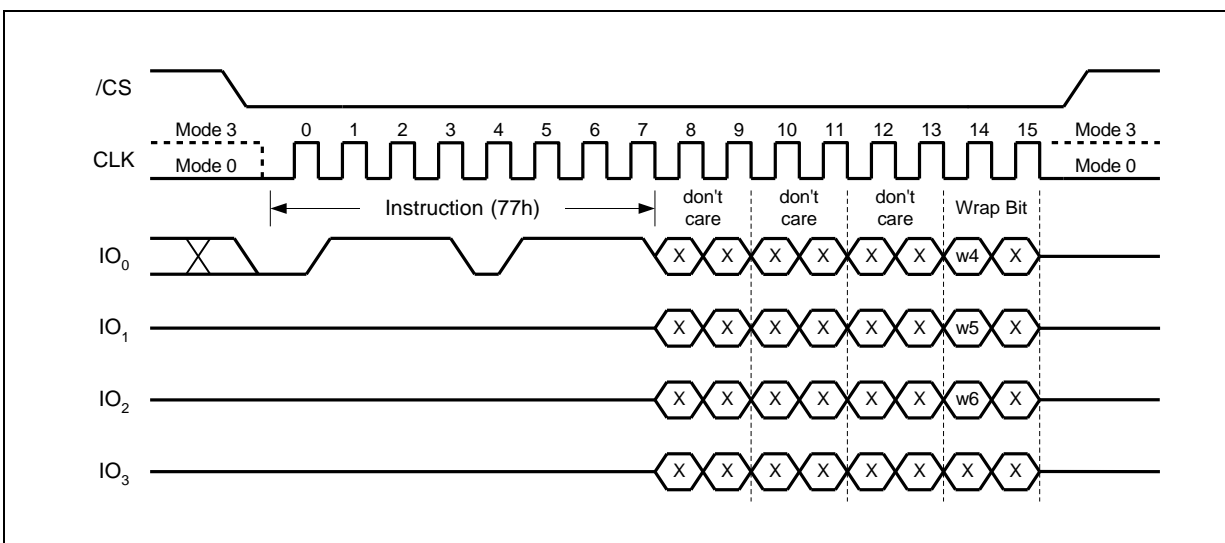 /CS
Mode 3 0 1 2 3 4 5 6 7 8 9 10 11 12 13 14 15 Mode 3
CLK
Mode 0 Mode 0
Instruction (77h) don't care don't care don't care Wrap Bit
IO0 X X X X X X w4 X
IO1 X X X X X X w5 X
IO2 X X X X X X w6 X
IO3 X X X X X X X X